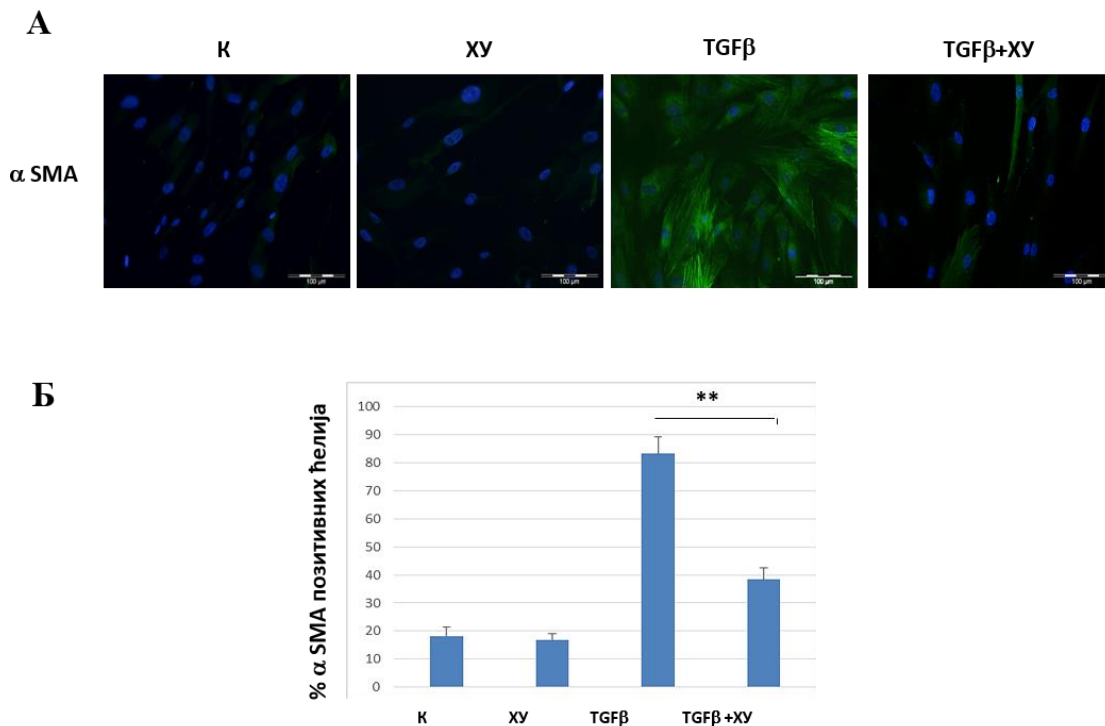 А
К
ХУ
TGFβ
TGFβ+ХУ
α SMA
100 µm
100 µm
100 µm
100 µm
Б
% α SMA позитивних ћелија
100
90
80
70
60
50
40
30
20
10
0
**
К
ХУ
TGFβ
TGFβ +ХУ